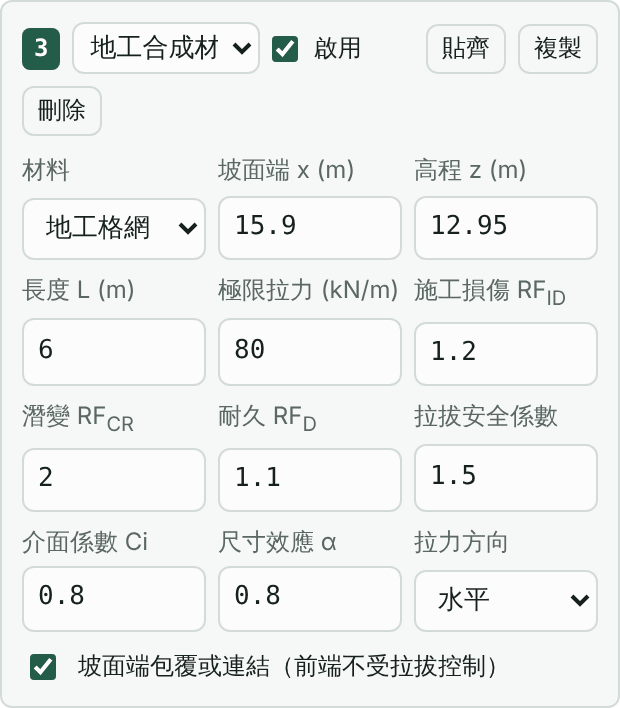 3 地工合成材 啟用 貼齊 複製
刪除
材料 坡面端 x (m) 高程 z (m)
地工格網 15.9 12.95
長度 L (m) 極限拉力 (kN/m) 施工損傷 RF_ID
6 80 1.2
潛變 RF_CR 耐久 RF_D 拉拔安全係數
2 1.1 1.5
介面係數 Ci 尺寸效應 α 拉力方向
0.8 0.8 水平
坡面端包覆或連結（前端不受拉拔控制）